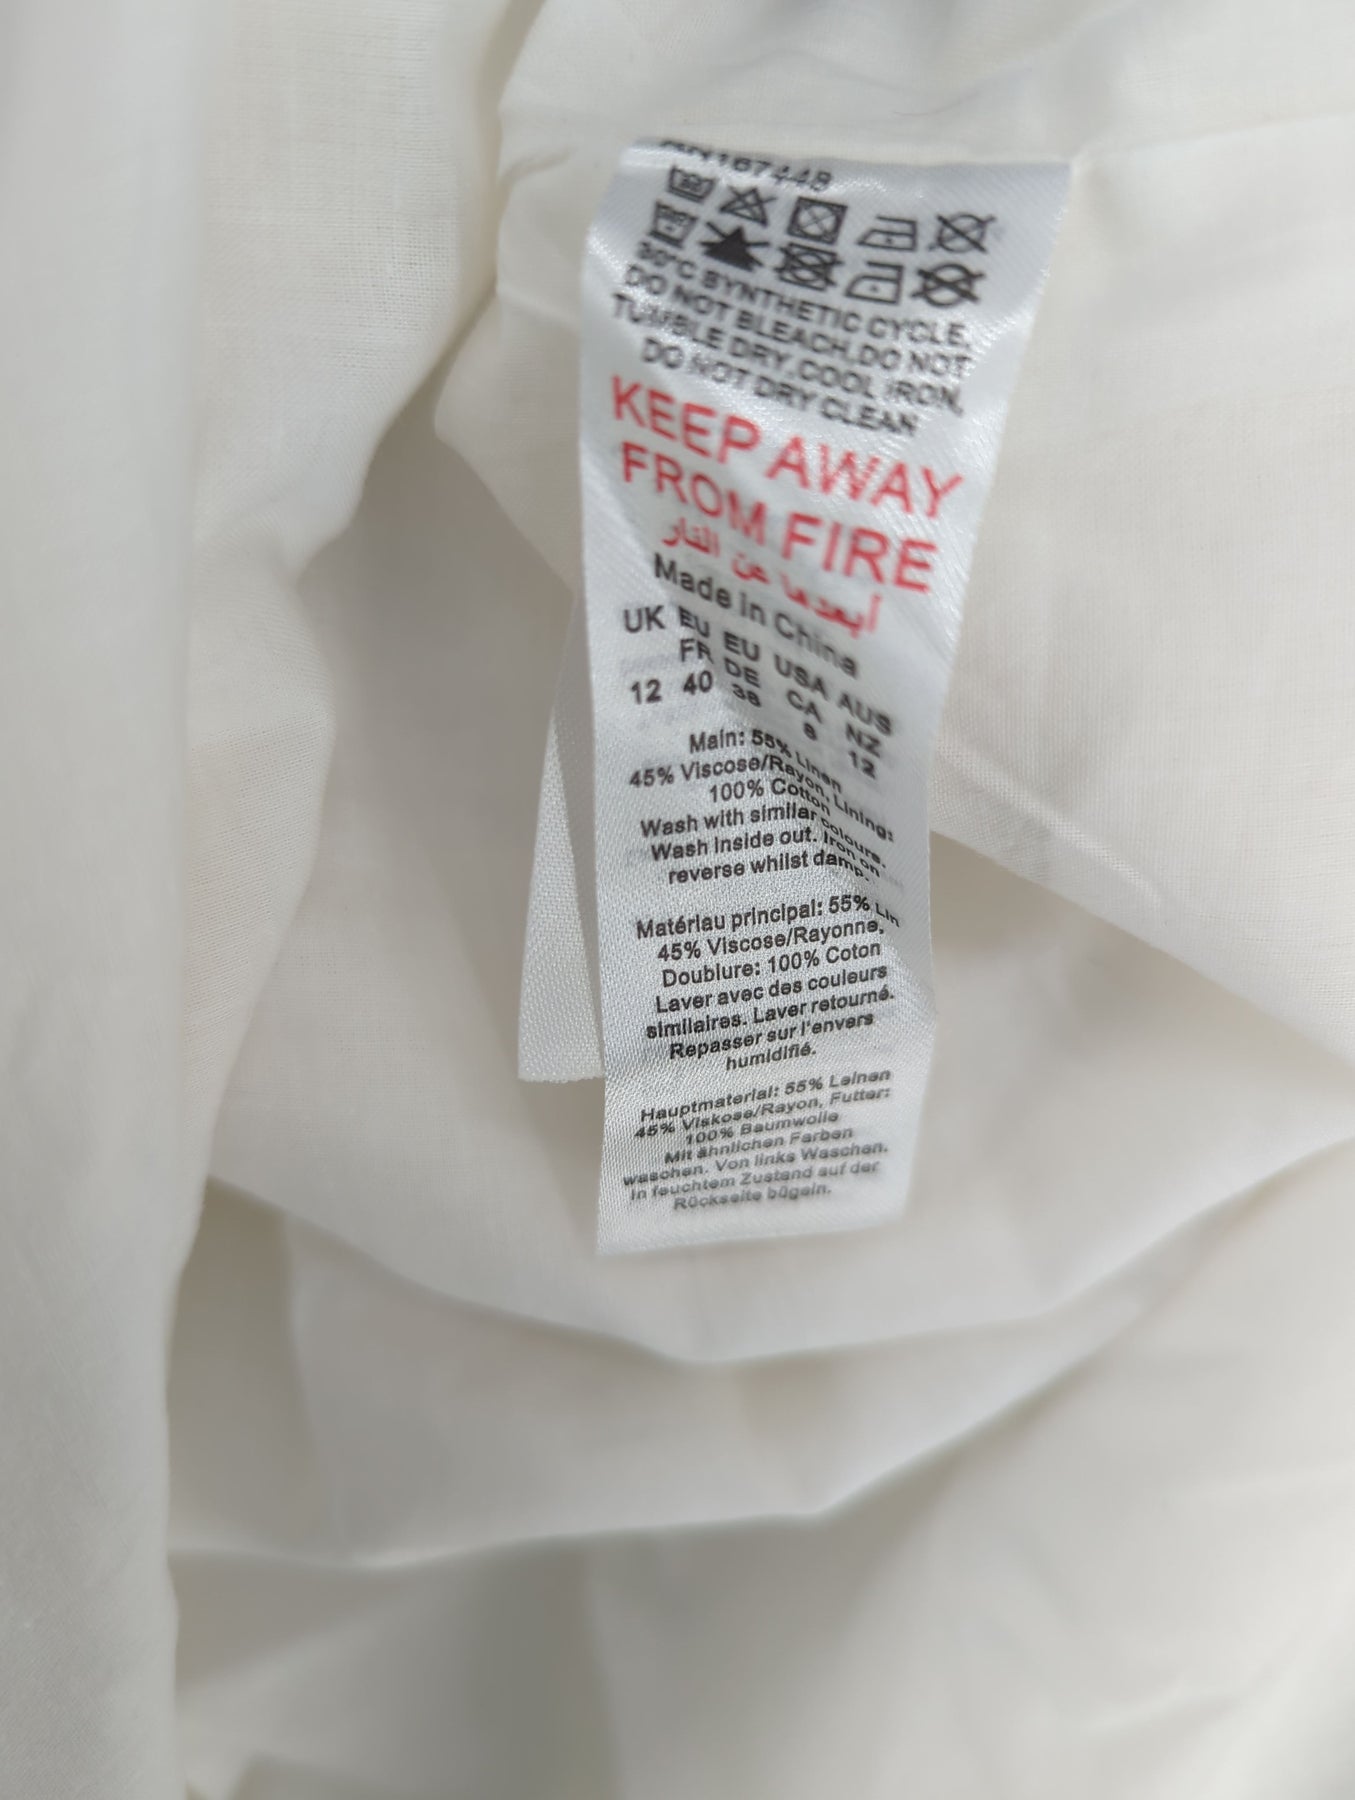 RN167448
30°C SYNTHETIC CYCLE,
DO NOT BLEACH,DO NOT
TUMBLE DRY,COOL IRON,
DO NOT DRY CLEAN
KEEP AWAY
FROM FIRE
أبعدها عن النار
Made in China
UK EU FR EU DE USA CA AUS NZ
12 40 38 8 12
Main: 55% Linen
45% Viscose/Rayon, Lining:
100% Cotton
Wash with similar colours.
Wash inside out. Iron on
reverse whilst damp.
Matériau principal: 55% Lin
45% Viscose/Rayonne,
Doublure: 100% Coton
Laver avec des couleurs
similaires. Laver retourné.
Repasser sur l'envers
humidifié.
Hauptmaterial: 55% Leinen
45% Viskose/Rayon, Futter:
100% Baumwolle
Mit ähnlichen Farben
waschen. Von links Waschen.
In feuchtem Zustand auf der
Rückseite bügeln.